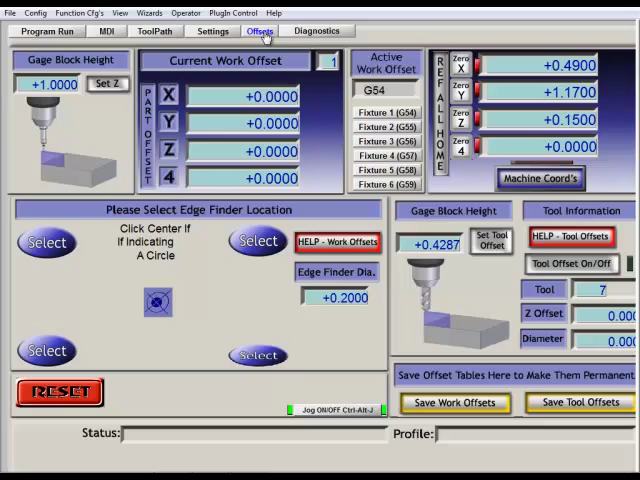 File Config Function Cfg's View Wizards Operator PlugIn Control Help
Program Run MDI ToolPath Settings Offsets Diagnostics
Gage Block Height
+1.0000 Set Z
Current Work Offset 1
PART OFFSET
X +0.0000
Y +0.0000
Z +0.0000
4 +0.0000
Active
Work Offset
G54
Fixture 1 (G54)
Fixture 2 (G55)
Fixture 3 (G56)
Fixture 4 (G57)
Fixture 5 (G58)
Fixture 6 (G59)
REF ALL HOME
Zero X +0.4900
Zero Y +1.1700
Zero Z +0.1500
Zero 4 +0.0000
Machine Coord's
Please Select Edge Finder Location
Select
Click Center If
If Indicating
A Circle
Select
HELP - Work Offsets
Edge Finder Dia.
+0.2000
Select
Select
Gage Block Height
+0.4287
Set Tool
Offset
Tool Information
HELP - Tool Offsets
Tool Offset On/Off
Tool 7
Z Offset 0.000
Diameter 0.000
RESET
Jog ON/OFF Ctrl-Alt-J
Save Offset Tables Here to Make Them Permanent
Save Work Offsets Save Tool Offsets
Status: Profile: